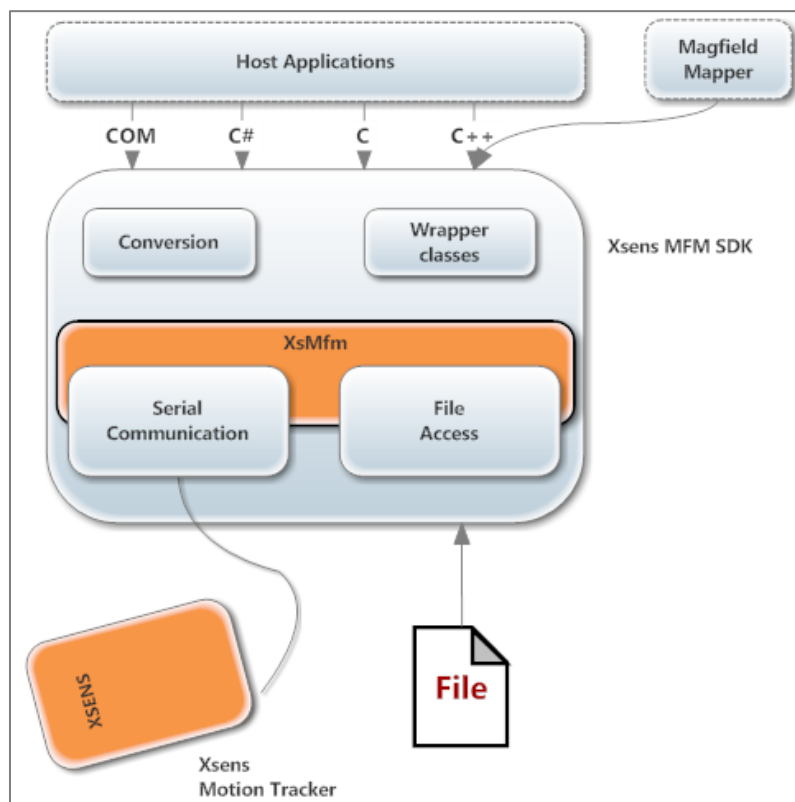 Host Applications
Magfield
Mapper
COM
C#
C
C++
Conversion
Wrapper
classes
Xsens MFM SDK
XsMfm
Serial
Communication
File
Access
XSENS
File
Xsens
Motion Tracker